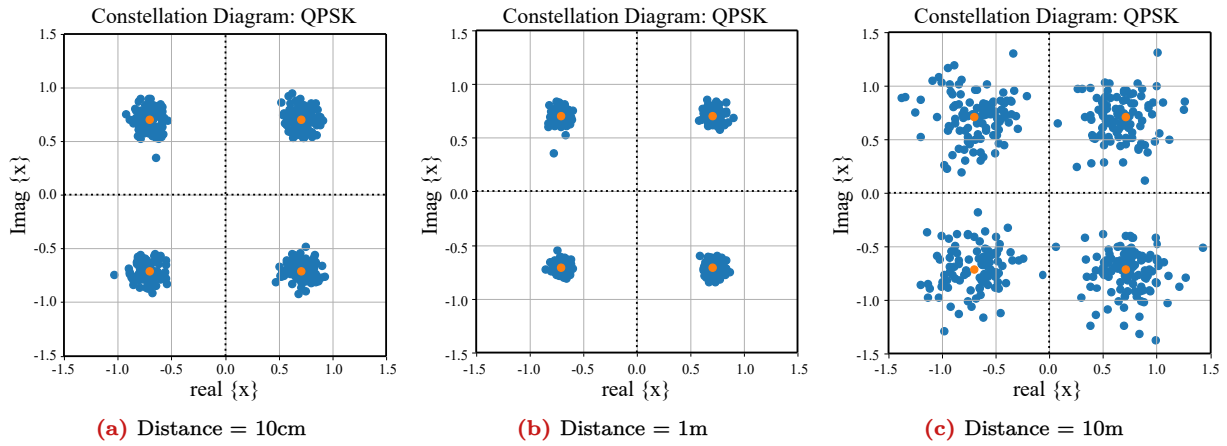 Constellation Diagram: QPSK
1.5
1.0
0.5
0.0
-0.5
-1.0
-1.5
Imag {x}
-1.5 -1.0 -0.5 0.0 0.5 1.0 1.5
real {x}
(a) Distance = 10cm
Constellation Diagram: QPSK
1.5
1.0
0.5
0.0
-0.5
-1.0
-1.5
Imag {x}
-1.5 -1.0 -0.5 0.0 0.5 1.0 1.5
real {x}
(b) Distance = 1m
Constellation Diagram: QPSK
1.5
1.0
0.5
0.0
-0.5
-1.0
-1.5
Imag {x}
-1.5 -1.0 -0.5 0.0 0.5 1.0 1.5
real {x}
(c) Distance = 10m